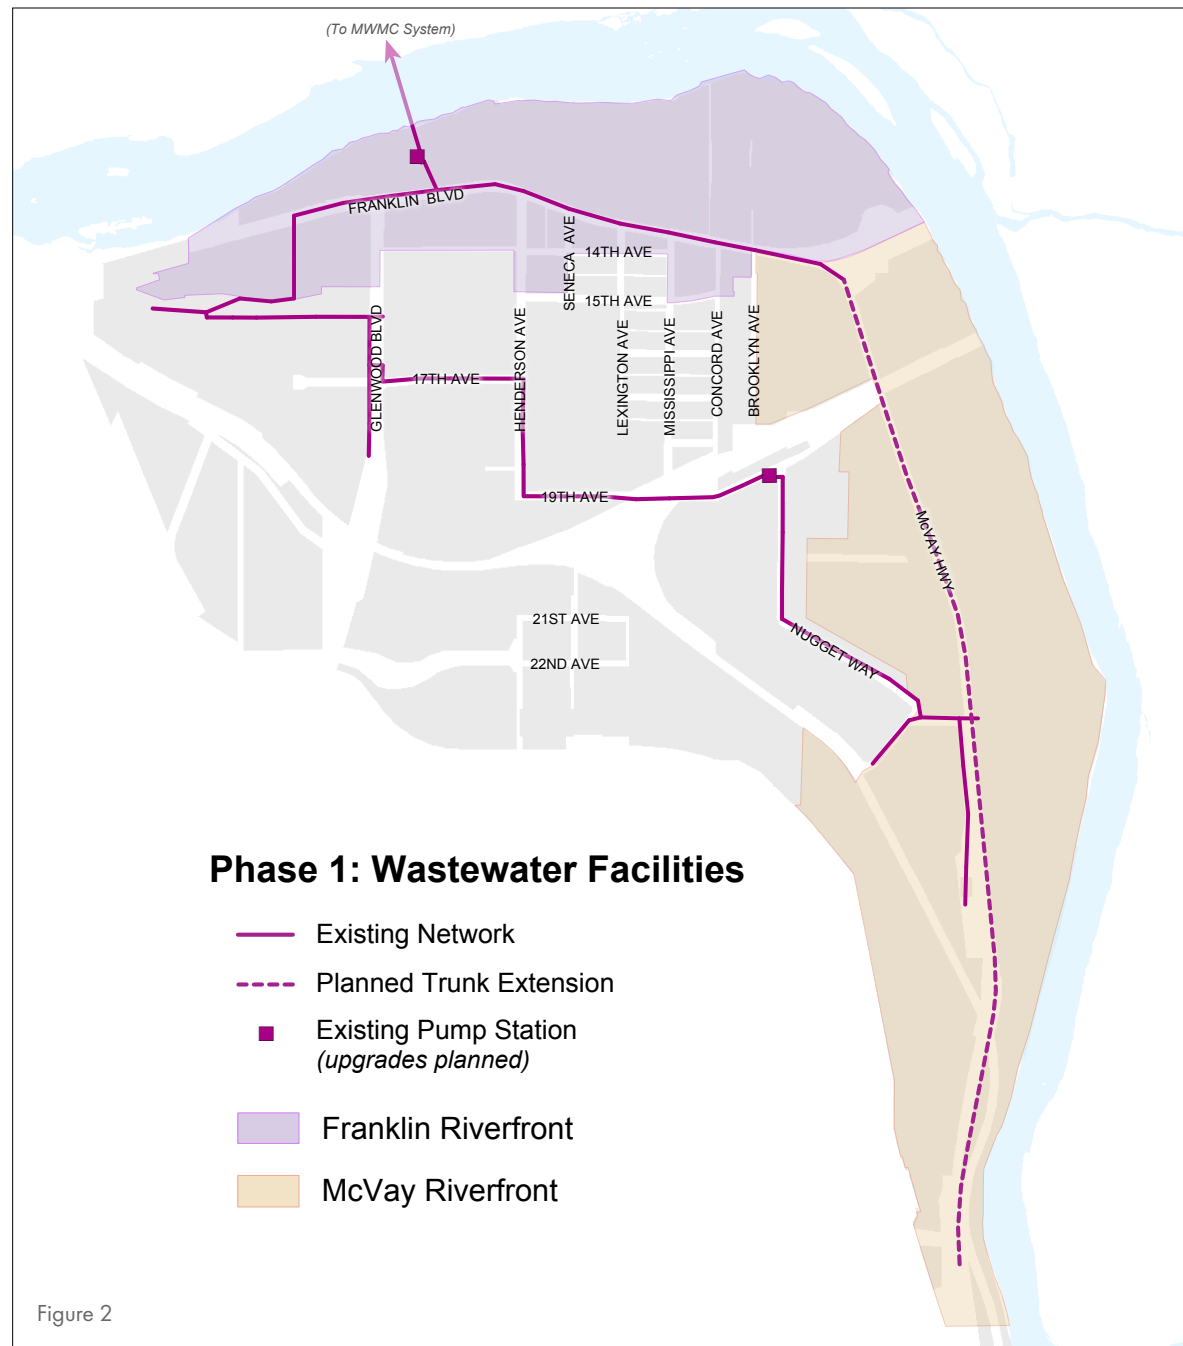 (To MWMC System)
FRANKLIN BLVD
SENECA AVE
14TH AVE
15TH AVE
GLENWOOD BLVD
HENDERSON AVE
LEXINGTON AVE
MISSISSIPPI AVE
CONCORD AVE
BROOKLYN AVE
17TH AVE
19TH AVE
McVAY HWY
21ST AVE
NUGGET WAY
22ND AVE
Phase 1: Wastewater Facilities
Existing Network
Planned Trunk Extension
Existing Pump Station
(upgrades planned)
Franklin Riverfront
McVay Riverfront
Figure 2